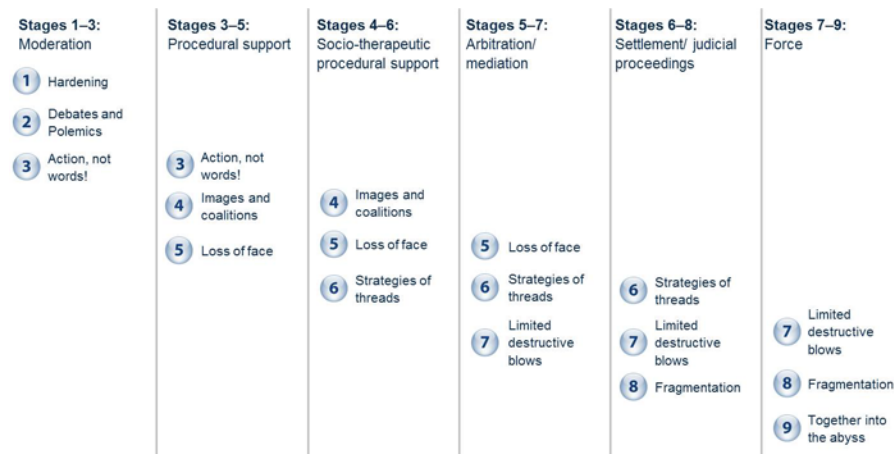 Stages 1–3:
Moderation
1 Hardening
2 Debates and
Polemics
3 Action, not
words!
Stages 3–5:
Procedural support
3 Action, not
words!
4 Images and
coalitions
5 Loss of face
Stages 4–6:
Socio-therapeutic
procedural support
4 Images and
coalitions
5 Loss of face
6 Strategies of
threads
Stages 5–7:
Arbitration/
mediation
5 Loss of face
6 Strategies of
threads
7 Limited
destructive
blows
Stages 6–8:
Settlement/ judicial
proceedings
6 Strategies of
threads
7 Limited
destructive
blows
8 Fragmentation
Stages 7–9:
Force
7 Limited
destructive
blows
8 Fragmentation
9 Together into
the abyss